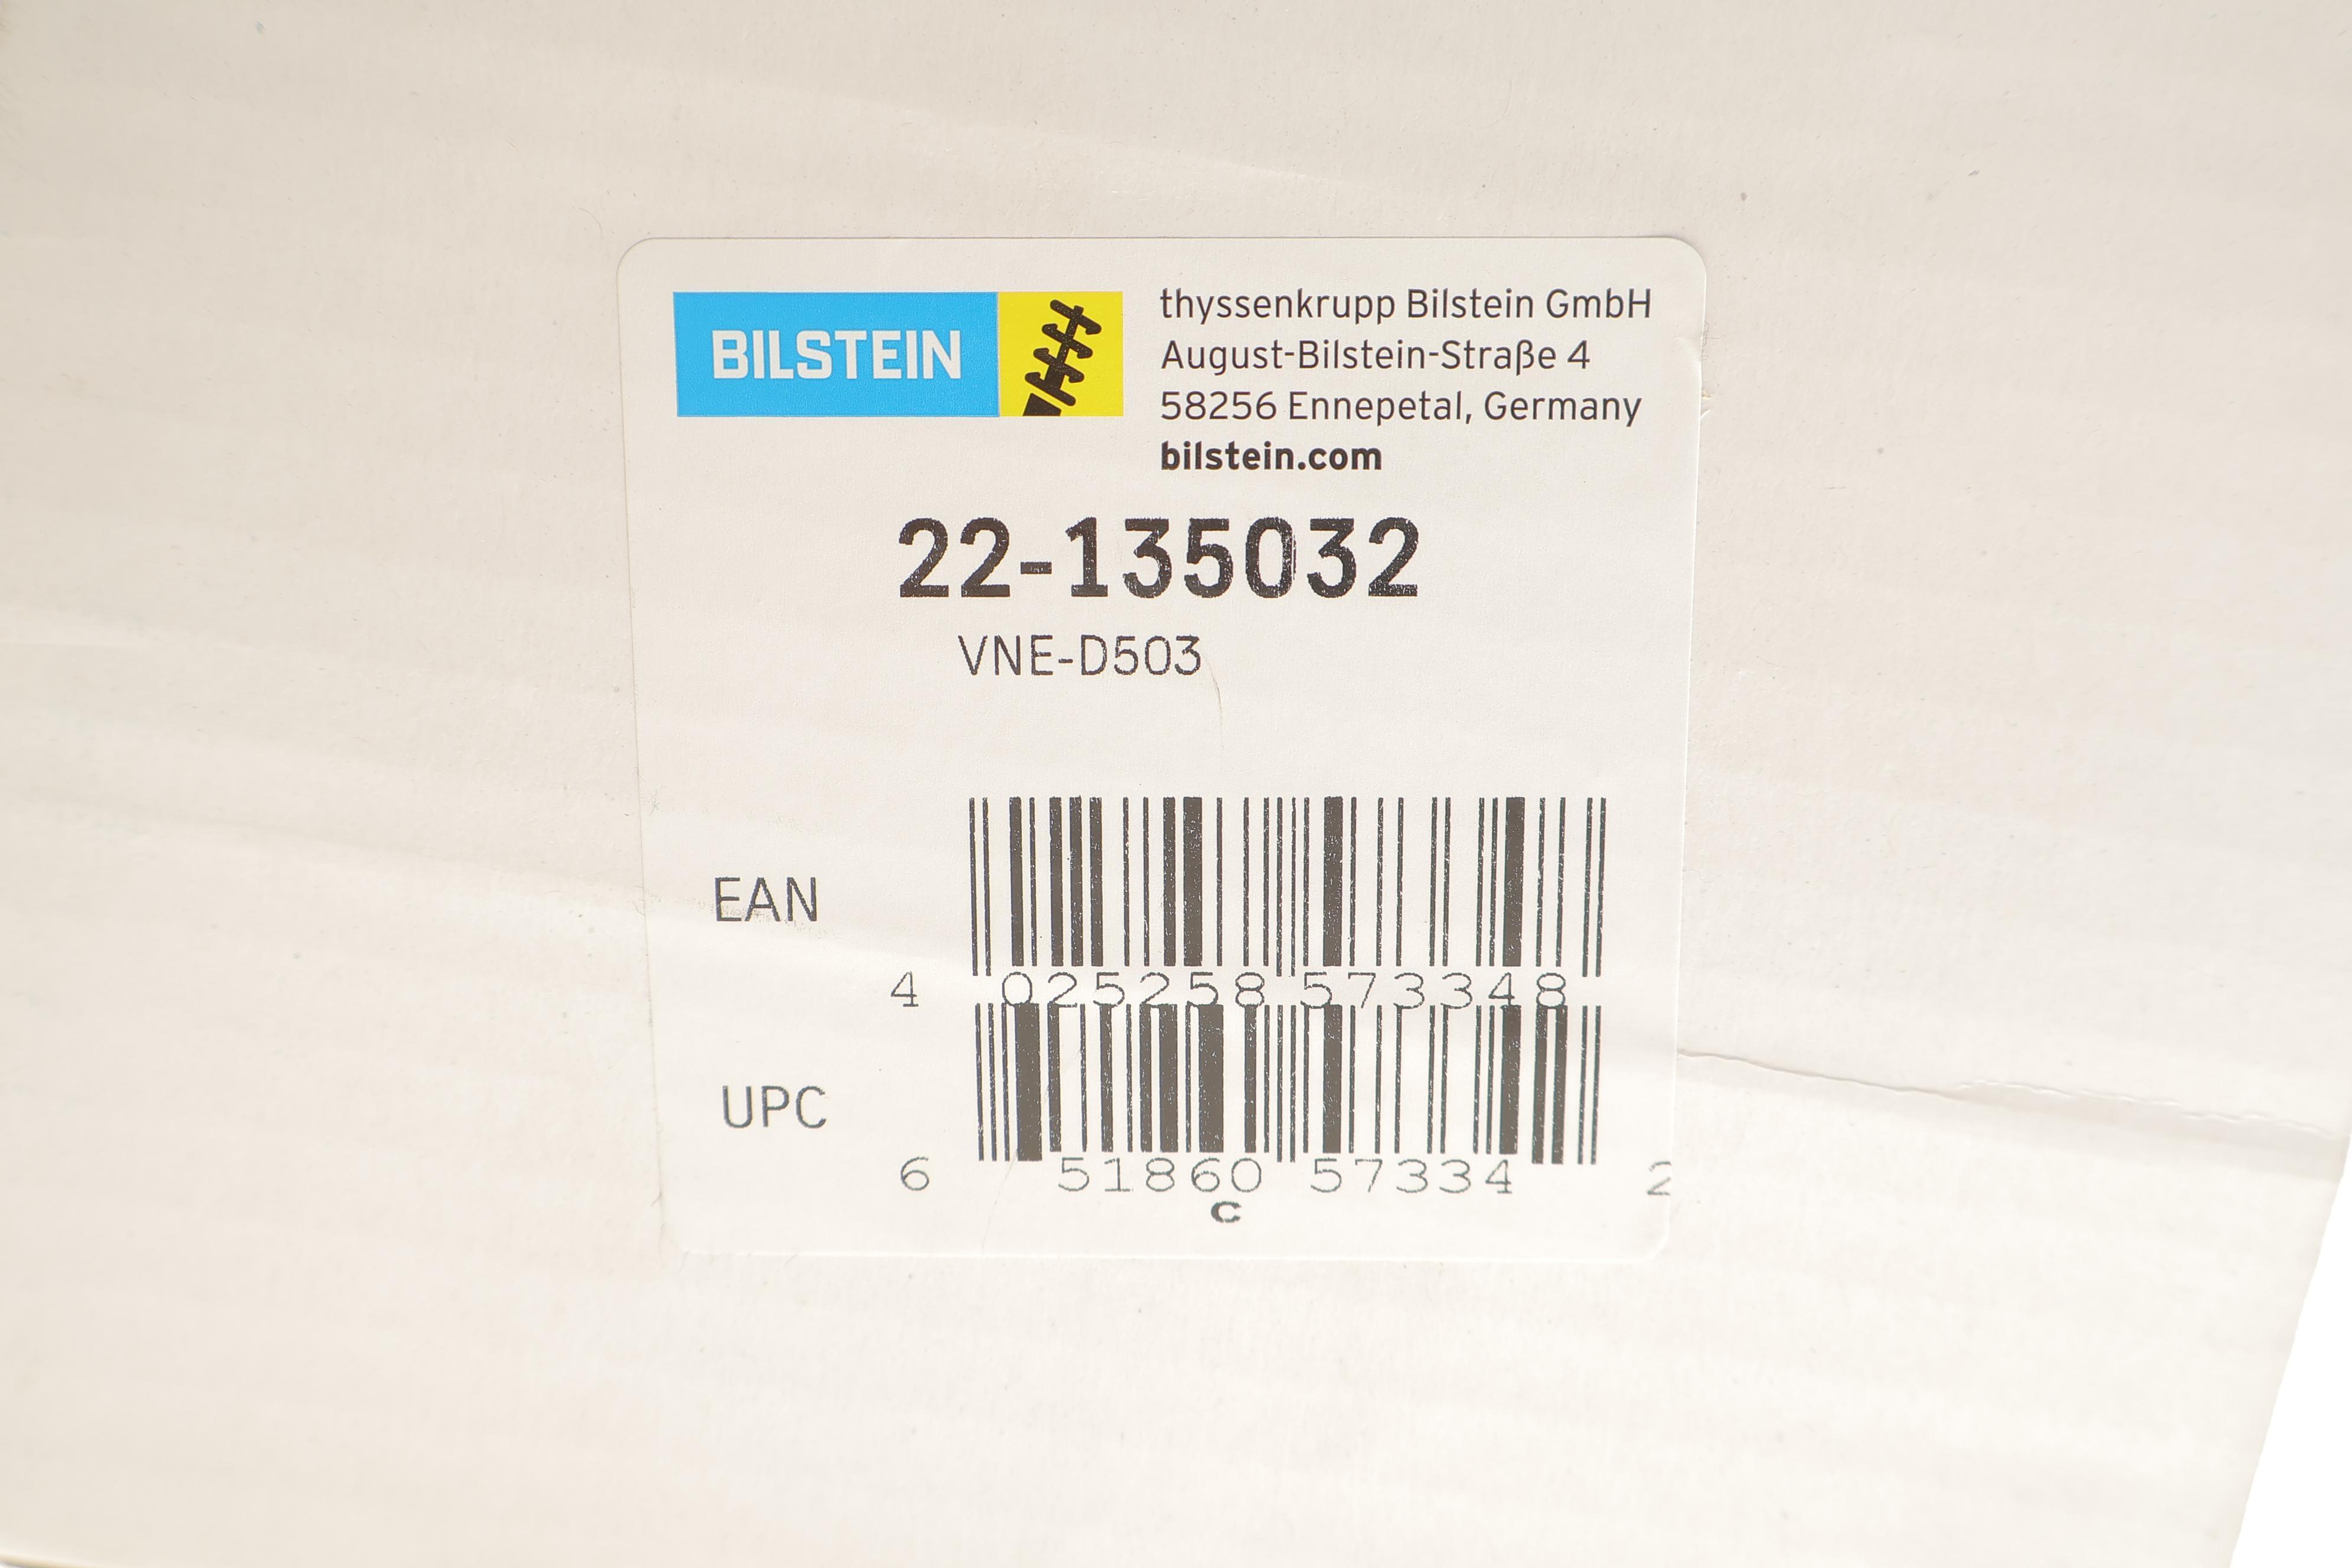 BILSTEIN
thyssenkrupp Bilstein GmbH
August-Bilstein-Straße 4
58256 Ennepetal, Germany
bilstein.com
22-135032
VNE-D503
EAN
4 025258 573348
UPC
6 51860 57334 2
C